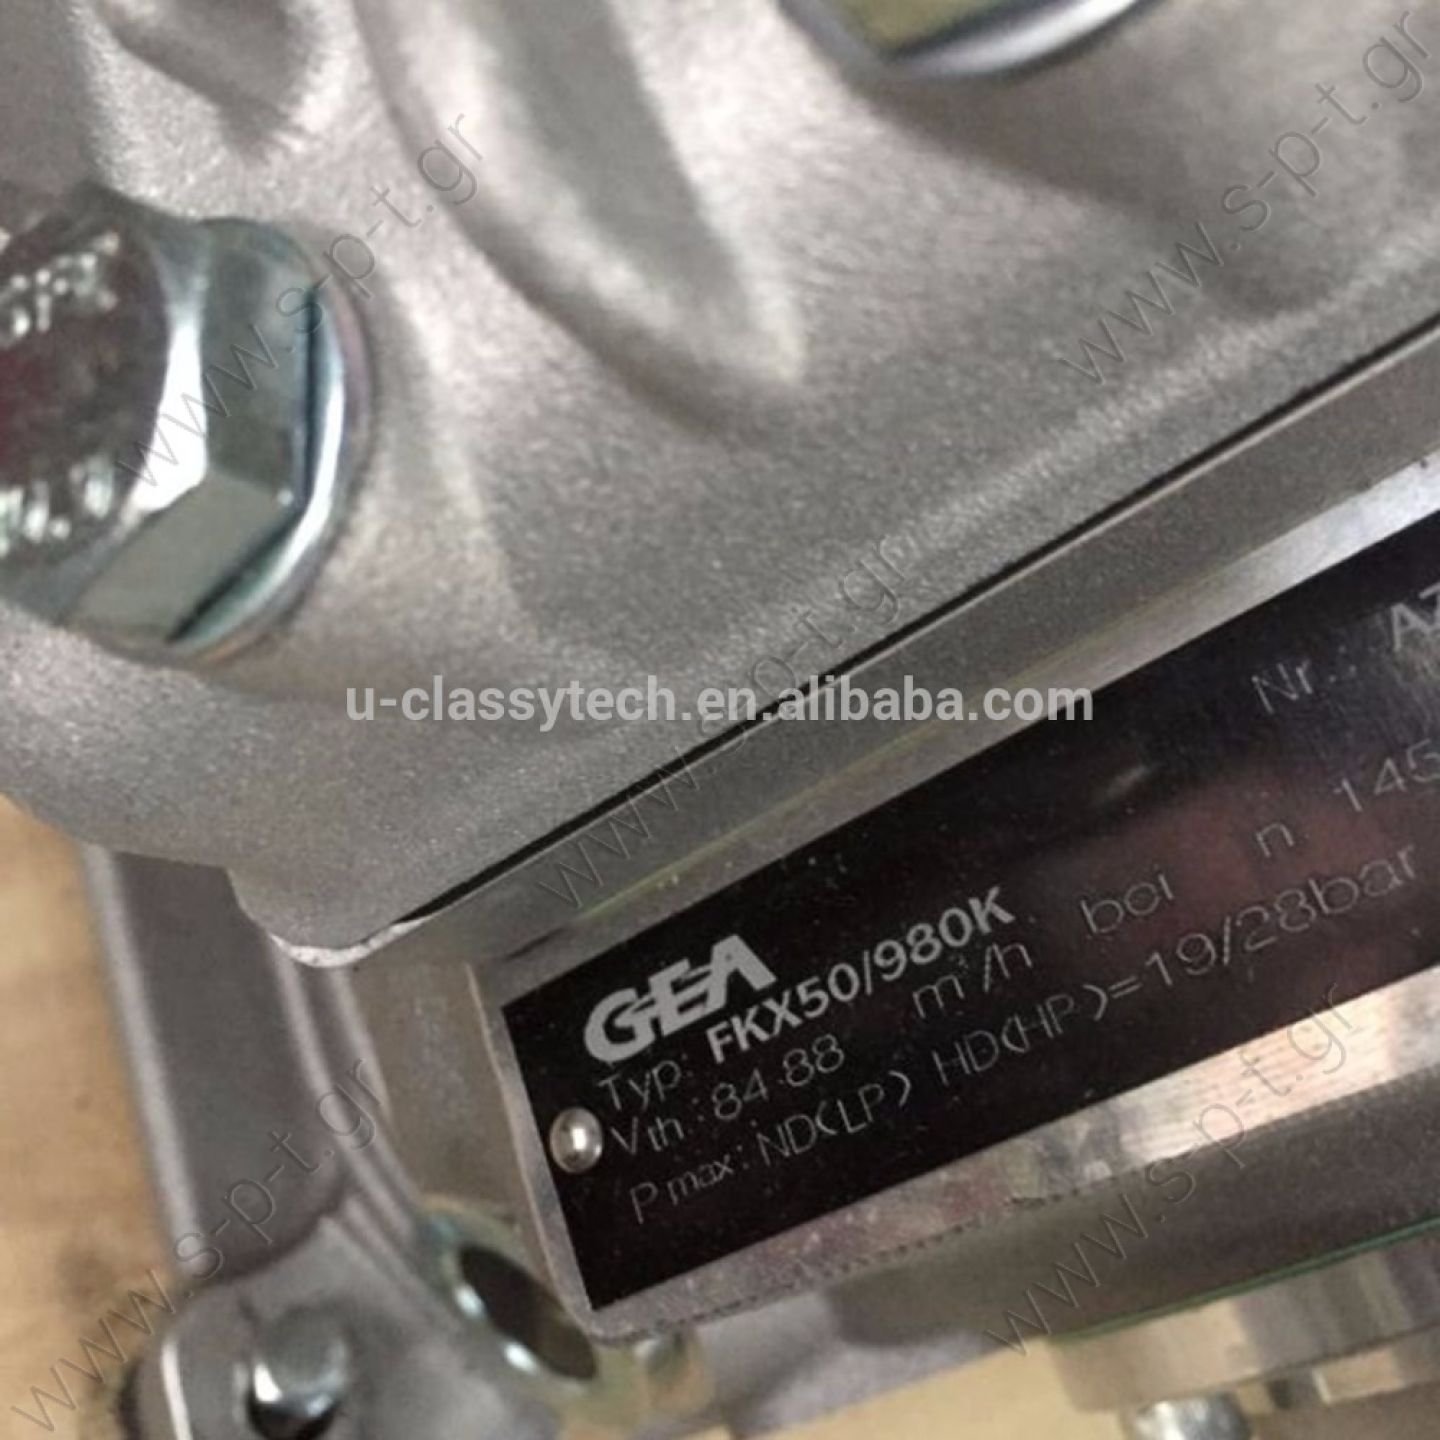 www.s-p-t.gr
www.s-p-t.gr
www.s-p-t.gr
u-classytech.en.alibaba.com
GEA
Nr.: AZ
Typ: FKX50/980K
Vth: 84.88 m³/h bei n 145
P max: ND(LP) HD(HP)=19/28bar
www.s-p-t.gr
www.s-p-t.gr